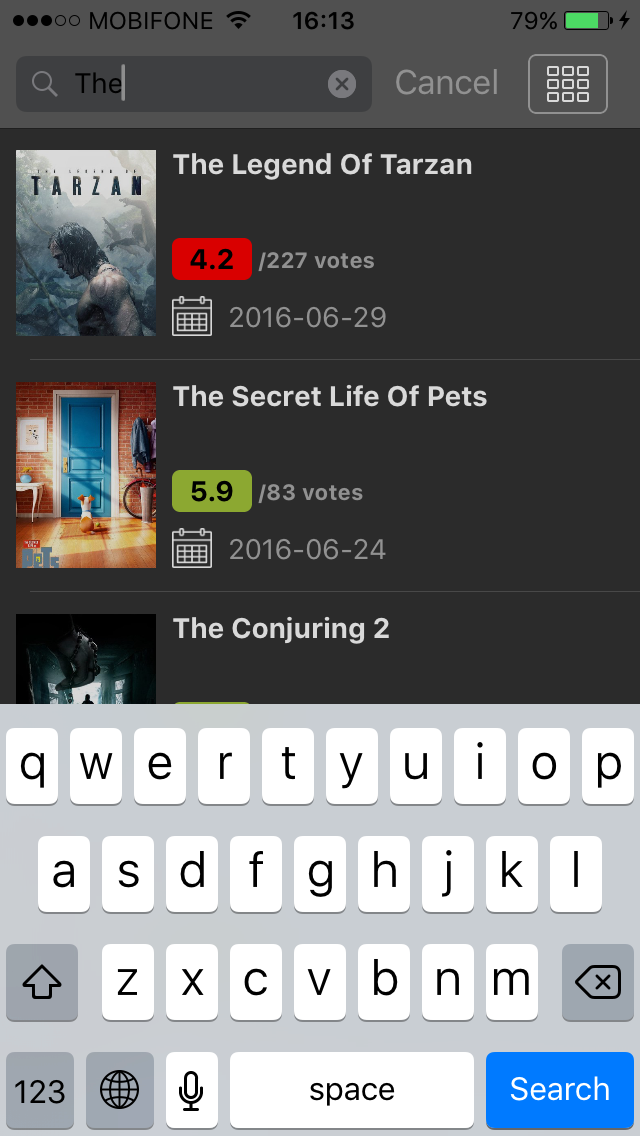 MOBIFONE 16:13 79%
The Cancel
THE LEGEND OF
TARZAN
The Legend Of Tarzan
4.2 /227 votes
2016-06-29
The Secret Life Of Pets
5.9 /83 votes
PETS
2016-06-24
The Conjuring 2
q w e r t y u i o p
a s d f g h j k l
z x c v b n m
123 space Search